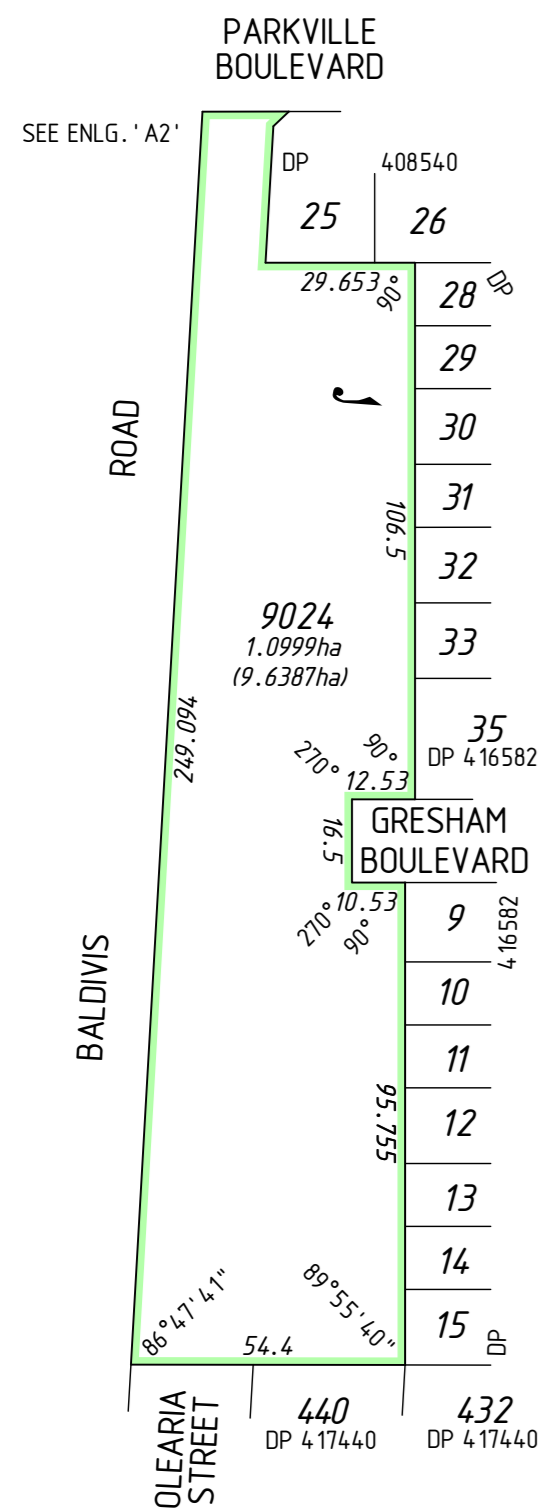 PARKVILLE
BOULEVARD
SEE ENLG. 'A2'
DP
408540
25
26
29.653
90°
28
DP
29
ROAD
30
31
106.5
32
9024
1.0999ha
(9.6387ha)
33
249.094
35
DP 416582
270°
90°
12.53
16.5
GRESHAM
BOULEVARD
10.53
270°
90°
9
416582
BALDIVIS
10
11
95.755
12
13
14
86°47'41"
89°55'40"
15
DP
54.4
OLEARIA
STREET
440
DP 417440
432
DP 417440